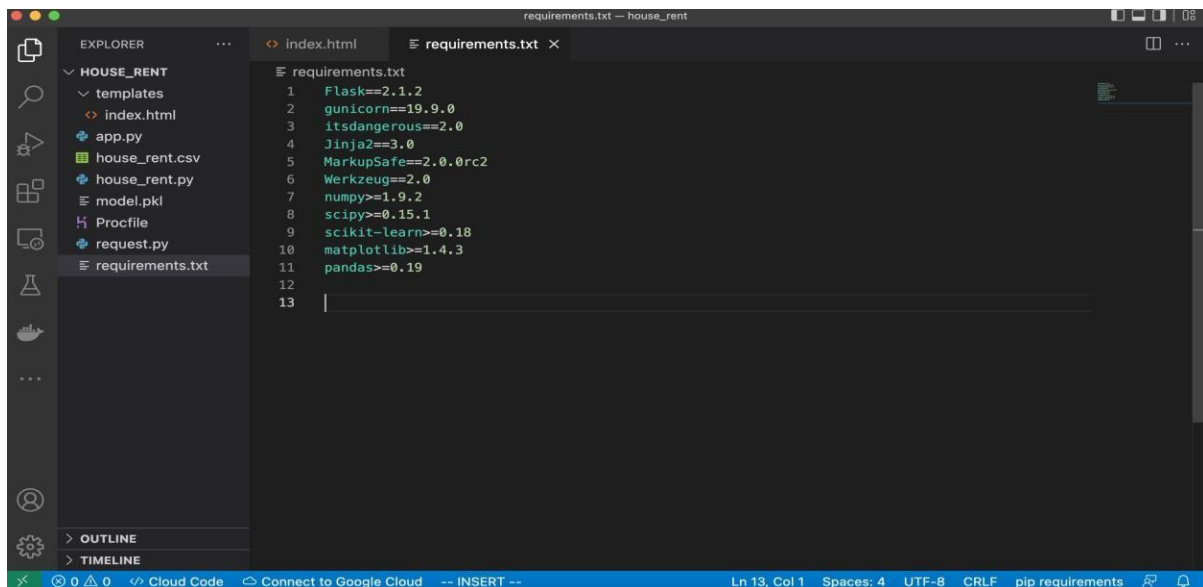 requirements.txt — house_rent
EXPLORER
index.html
requirements.txt
HOUSE_RENT
templates
index.html
app.py
house_rent.csv
house_rent.py
model.pkl
Procfile
request.py
requirements.txt
OUTLINE
TIMELINE
requirements.txt
1 Flask==2.1.2
2 gunicorn==19.9.0
3 itsdangerous==2.0
4 Jinja2==3.0
5 MarkupSafe==2.0.0rc2
6 Werkzeug==2.0
7 numpy>=1.9.2
8 scipy>=0.15.1
9 scikit-learn>=0.18
10 matplotlib>=1.4.3
11 pandas>=0.19
12
13
0 0 Cloud Code Connect to Google Cloud -- INSERT -- Ln 13, Col 1 Spaces: 4 UTF-8 CRLF pip requirements